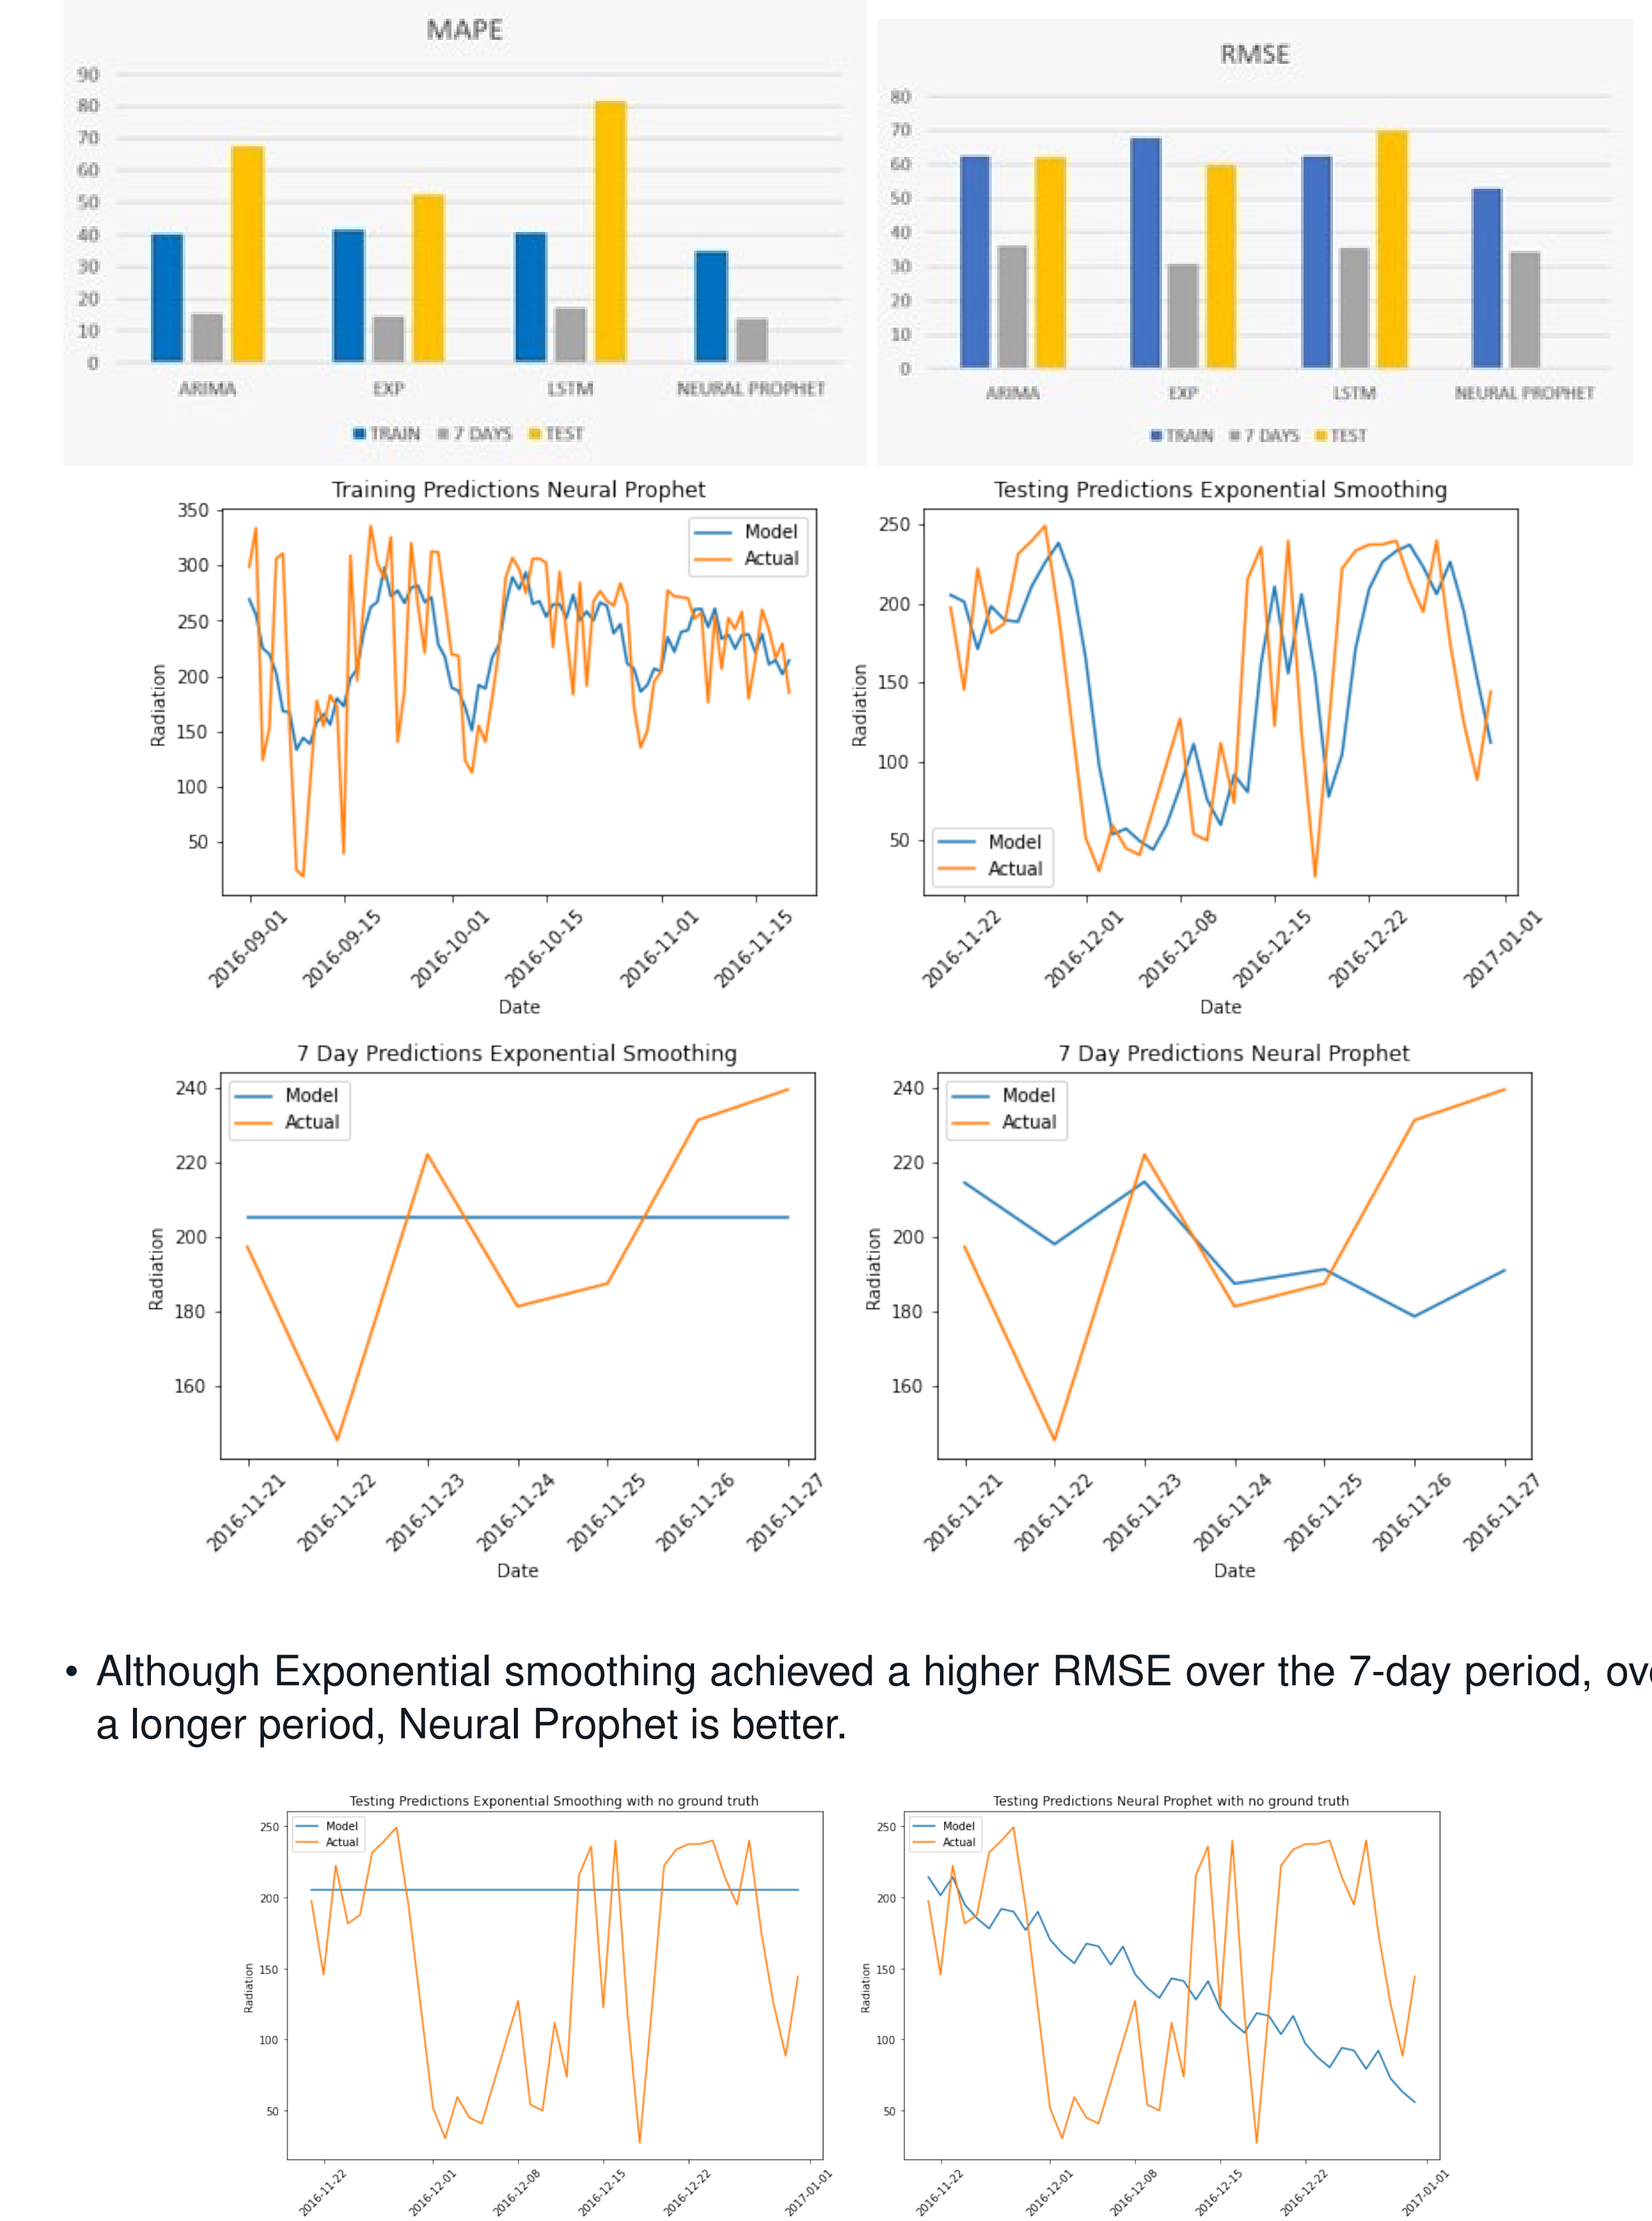 MAPE
90
80
70
60
50
40
30
20
10
0
ARIMA EXP LSTM NEURAL PROPHET
TRAIN 7 DAYS TEST
RMSE
80
70
60
50
40
30
20
10
0
ARIMA EXP LSTM NEURAL PROPHET
TRAIN 7 DAYS TEST
Training Predictions Neural Prophet
Model
Actual
350
300
250
200
150
100
50
Radiation
2016-09-01 2016-09-15 2016-10-01 2016-10-15 2016-11-01 2016-11-15
Date
Testing Predictions Exponential Smoothing
250
200
150
100
50
Radiation
Model
Actual
2016-11-22 2016-12-01 2016-12-08 2016-12-15 2016-12-22 2017-01-01
Date
7 Day Predictions Exponential Smoothing
Model
Actual
240
220
200
180
160
Radiation
2016-11-21 2016-11-22 2016-11-23 2016-11-24 2016-11-25 2016-11-26 2016-11-27
Date
7 Day Predictions Neural Prophet
Model
Actual
240
220
200
180
160
Radiation
2016-11-21 2016-11-22 2016-11-23 2016-11-24 2016-11-25 2016-11-26 2016-11-27
Date
• Although Exponential smoothing achieved a higher RMSE over the 7-day period, ov
a longer period, Neural Prophet is better.
Testing Predictions Exponential Smoothing with no ground truth
Model
Actual
250
200
150
100
50
Radiation
2016-11-22 2016-12-01 2016-12-08 2016-12-15 2016-12-22 2017-01-01
Testing Predictions Neural Prophet with no ground truth
Model
Actual
250
200
150
100
50
Radiation
2016-11-22 2016-12-01 2016-12-08 2016-12-15 2016-12-22 2017-01-01